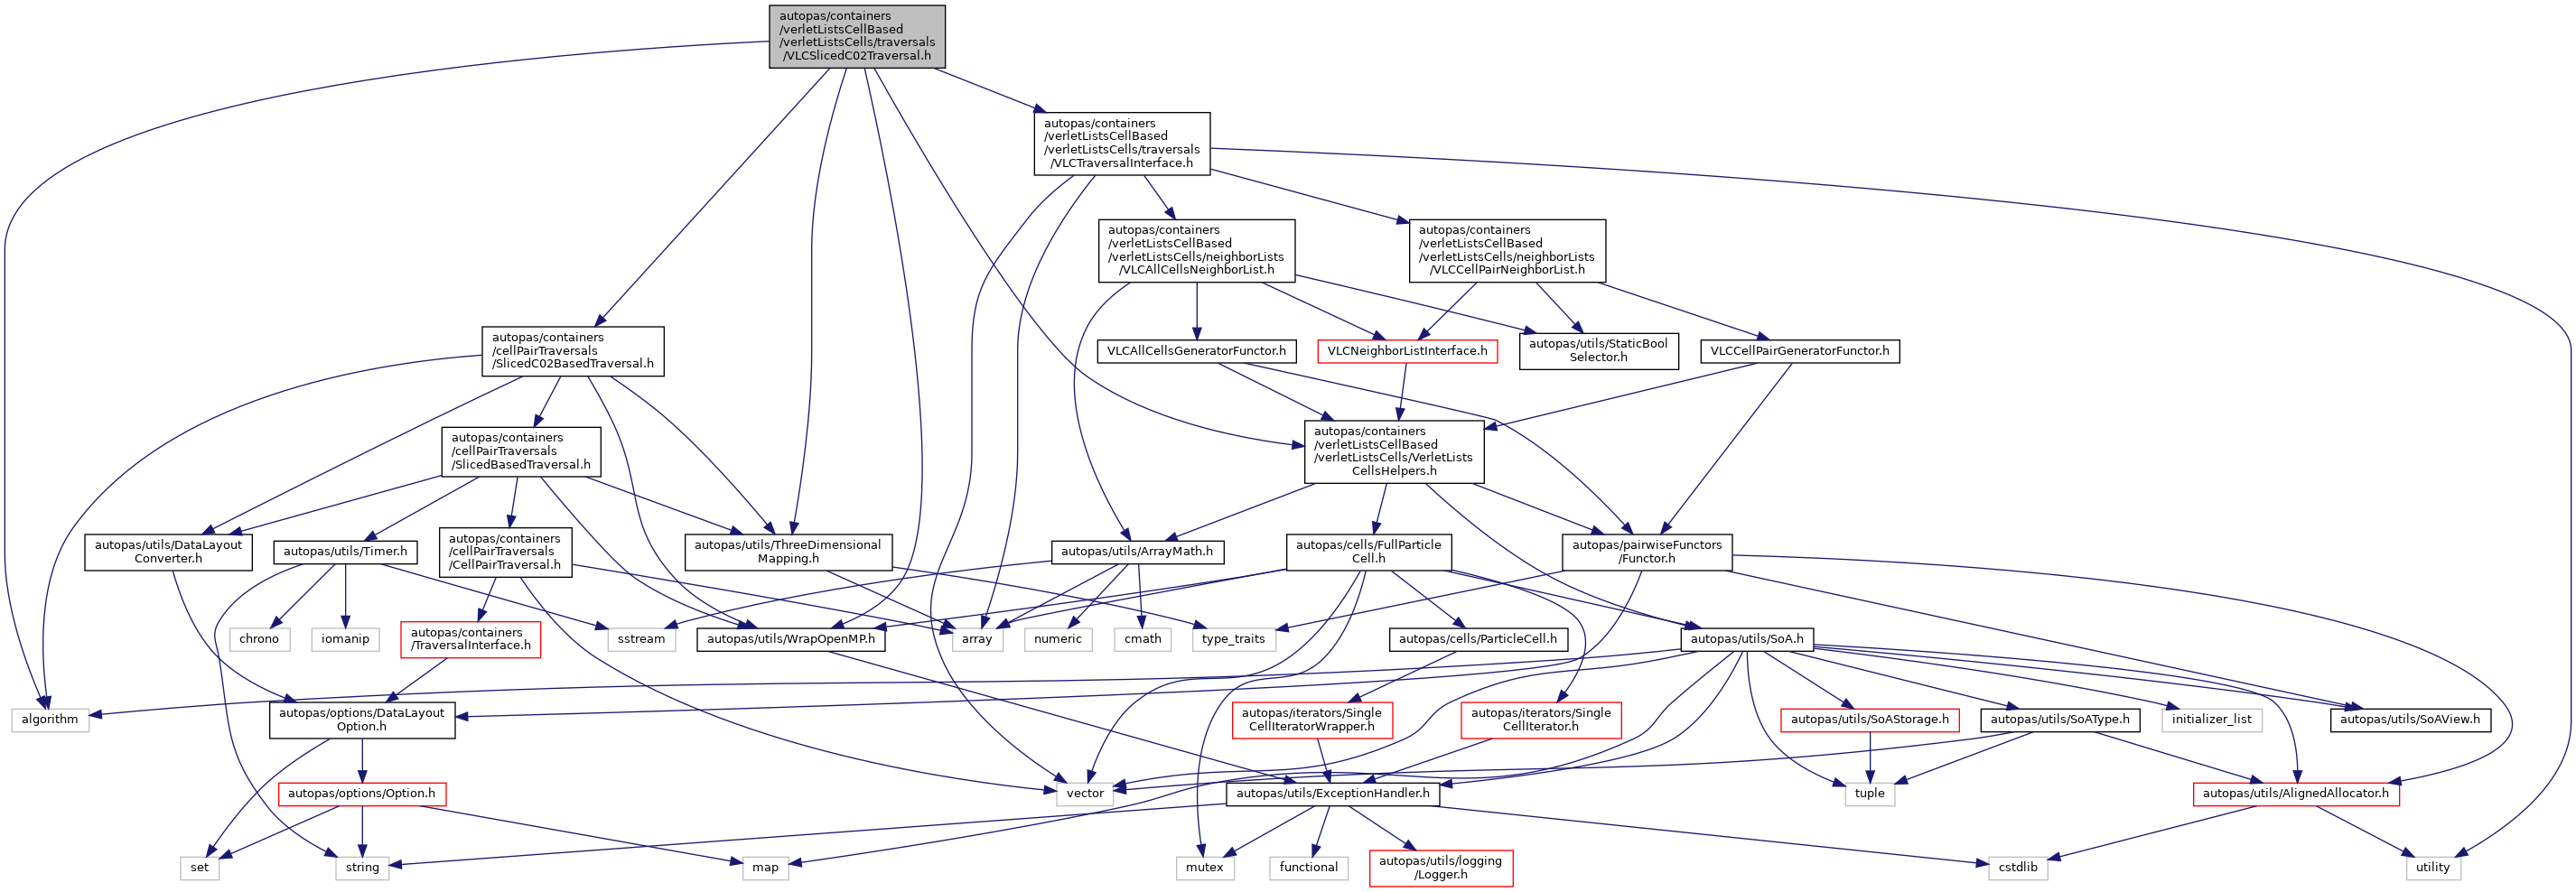 autopas/containers
/verletListsCellBased
/verletListsCells/traversals
/VLCSlicedC02Traversal.h
autopas/containers
/verletListsCellBased
/verletListsCells/traversals
/VLCTraversalInterface.h
autopas/containers
/verletListsCellBased
/verletListsCells/neighborLists
/VLCAllCellsNeighborList.h
autopas/containers
/verletListsCellBased
/verletListsCells/neighborLists
/VLCCellPairNeighborList.h
autopas/containers
/cellPairTraversals
/SlicedC02BasedTraversal.h
VLCAllCellsGeneratorFunctor.h
VLCNeighborListInterface.h
autopas/utils/StaticBool
Selector.h
VLCCellPairGeneratorFunctor.h
autopas/containers
/cellPairTraversals
/SlicedBasedTraversal.h
autopas/containers
/verletListsCellBased
/verletListsCells/VerletLists
CellsHelpers.h
autopas/utils/DataLayout
Converter.h
autopas/utils/Timer.h
autopas/containers
/cellPairTraversals
/CellPairTraversal.h
autopas/utils/ThreeDimensional
Mapping.h
autopas/utils/ArrayMath.h
autopas/cells/FullParticle
Cell.h
autopas/pairwiseFunctors
/Functor.h
chrono
iomanip
autopas/containers
/TraversalInterface.h
sstream
autopas/utils/WrapOpenMP.h
array
numeric
cmath
type_traits
autopas/cells/ParticleCell.h
autopas/utils/SoA.h
algorithm
autopas/options/DataLayout
Option.h
autopas/iterators/Single
CellIteratorWrapper.h
autopas/iterators/Single
CellIterator.h
autopas/utils/SoAStorage.h
autopas/utils/SoAType.h
initializer_list
autopas/utils/SoAView.h
autopas/options/Option.h
vector
autopas/utils/ExceptionHandler.h
tuple
autopas/utils/AlignedAllocator.h
set
string
map
mutex
functional
autopas/utils/logging
/Logger.h
cstdlib
utility